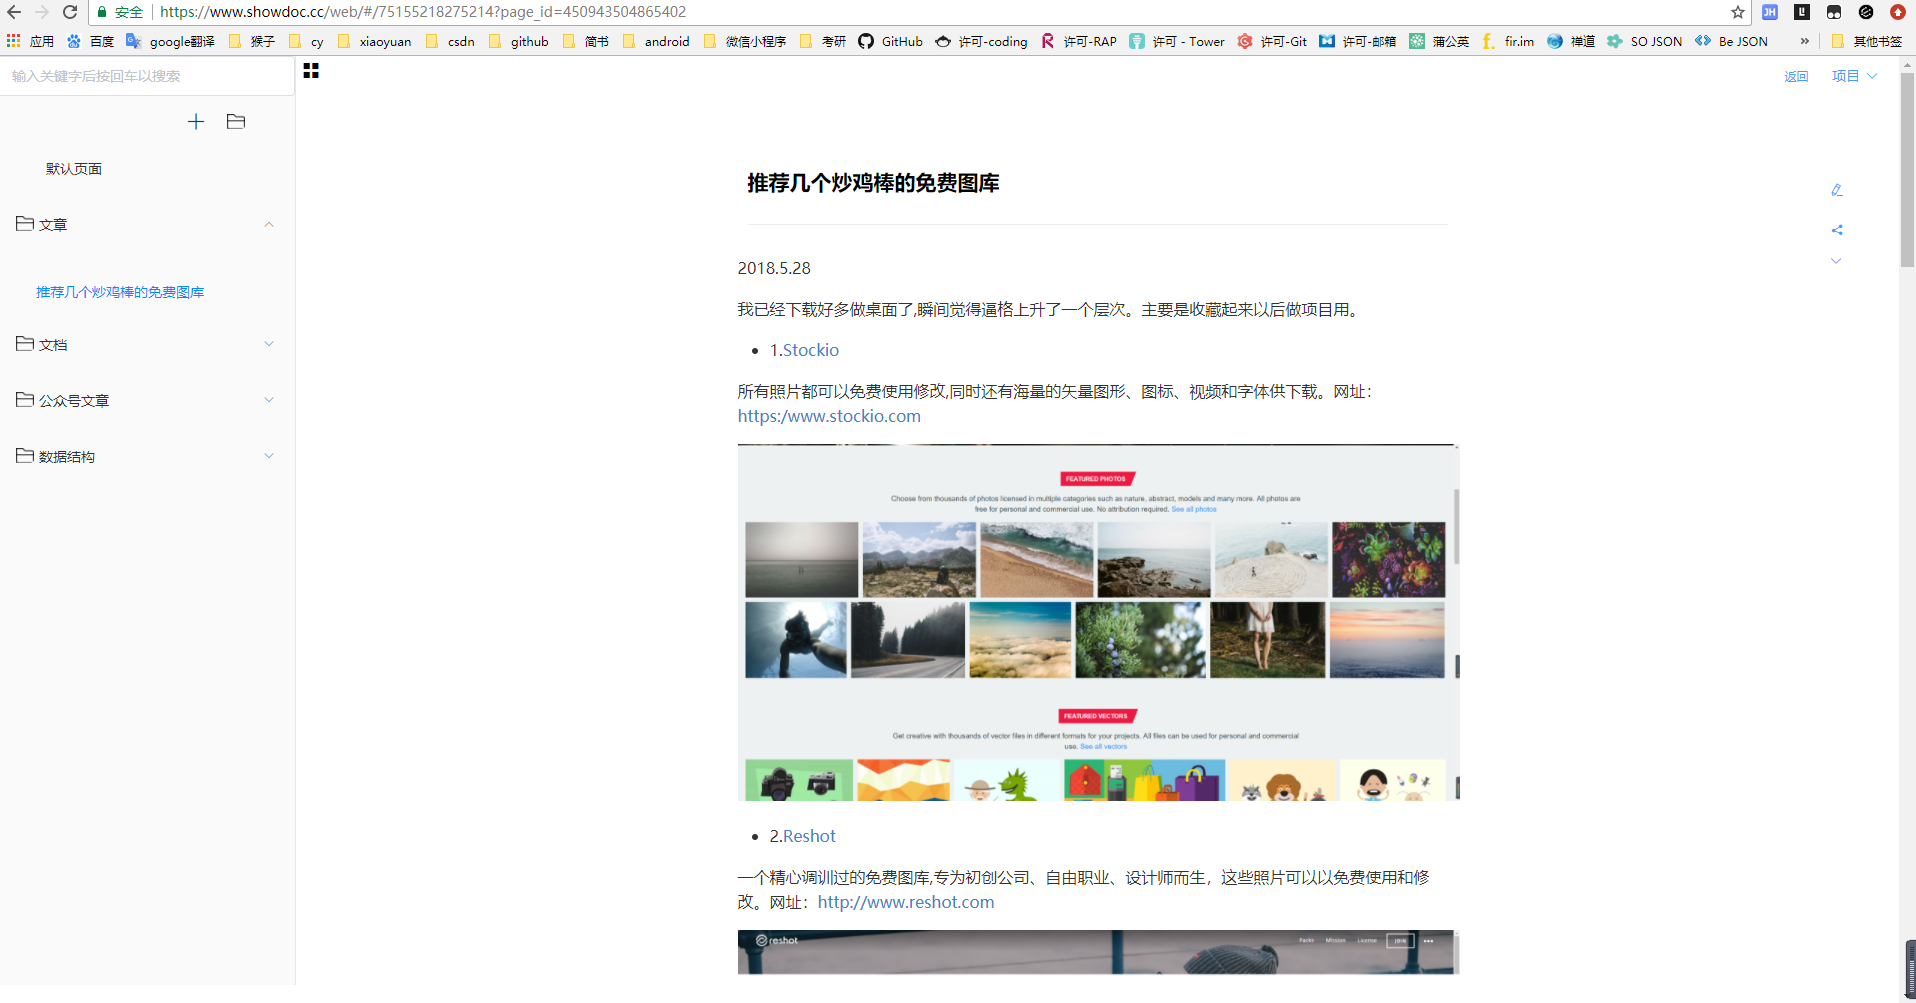 安全 https://www.showdoc.cc/web/#/75155218275214?page_id=450943504865402
JH
应用 百度 google翻译 猴子 cy xiaoyuan csdn github 简书 android 微信小程序 考研 GitHub 许可-coding 许可-RAP 许可 - Tower 许可-Git 许可-邮箱 蒲公英 fir.im 禅道 SO JSON Be JSON » 其他书签
输入关键字后按回车以搜索
返回 项目
默认页面
文章
推荐几个炒鸡棒的免费图库
文档
公众号文章
数据结构
推荐几个炒鸡棒的免费图库
2018.5.28
我已经下载好多做桌面了,瞬间觉得逼格上升了一个层次。主要是收藏起来以后做项目用。
1.Stockio
所有照片都可以免费使用修改,同时还有海量的矢量图形、图标、视频和字体供下载。网址：
https:/www.stockio.com
FEATURED PHOTOS
Choose from thousands of photos licensed in multiple categories such as nature, abstract, models and many more. All photos are
free for personal and commercial use. No attribution required. See all photos
FEATURED VECTORS
Get creative with thousands of vector files in different formats for your projects. All files can be used for personal and commercial
use. See all vectors
2.Reshot
一个精心调训过的免费图库,专为初创公司、自由职业、设计师而生，这些照片可以以免费使用和修
改。网址：http://www.reshot.com
reshot Packs Mission License JOIN